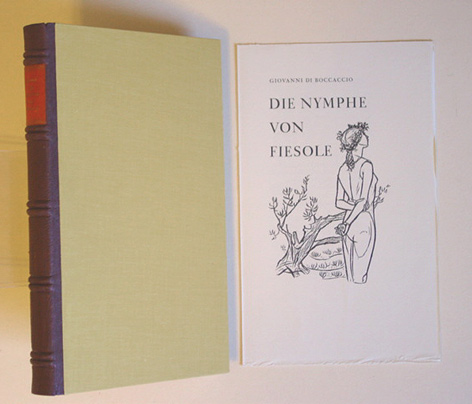 GIOVANNI DI BOCCACCIO
DIE NYMPHE
VON
FIESOLE